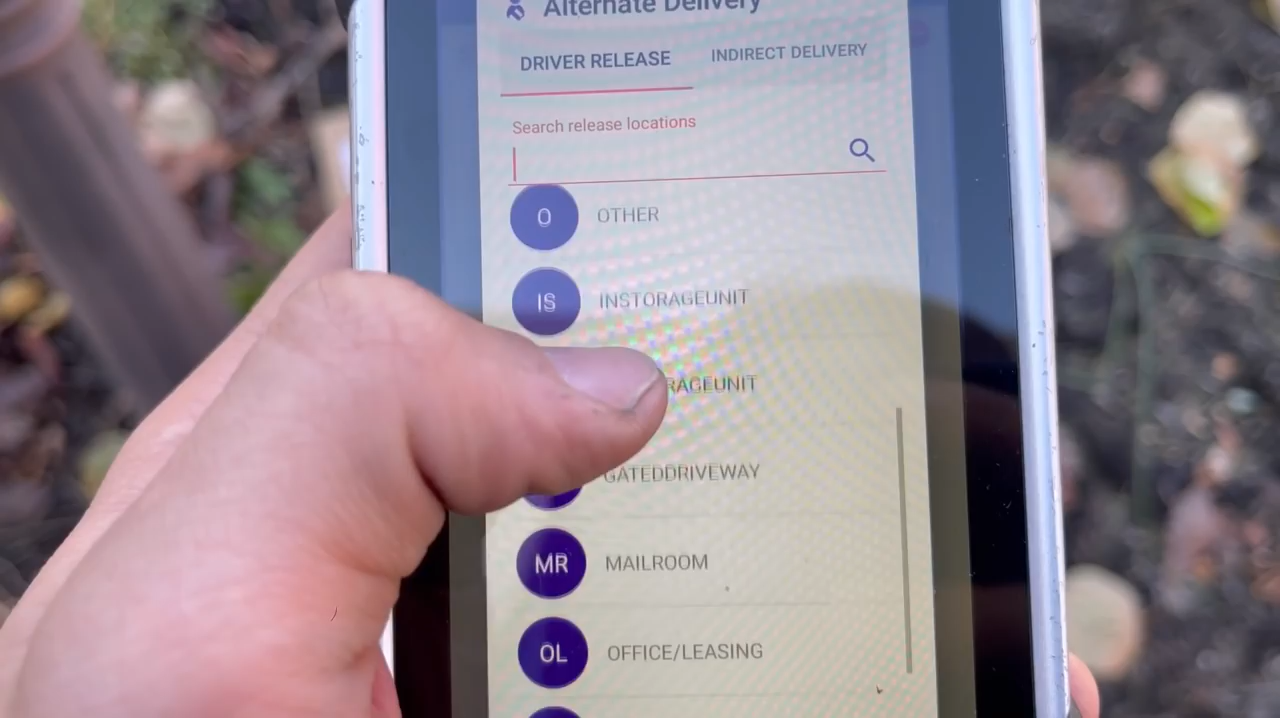 Alternate Delivery
DRIVER RELEASE INDIRECT DELIVERY
Search release locations
O OTHER
IS INSTORAGEUNIT
RAGEUNIT
GATEDDRIVEWAY
MR MAILROOM
OL OFFICE/LEASING